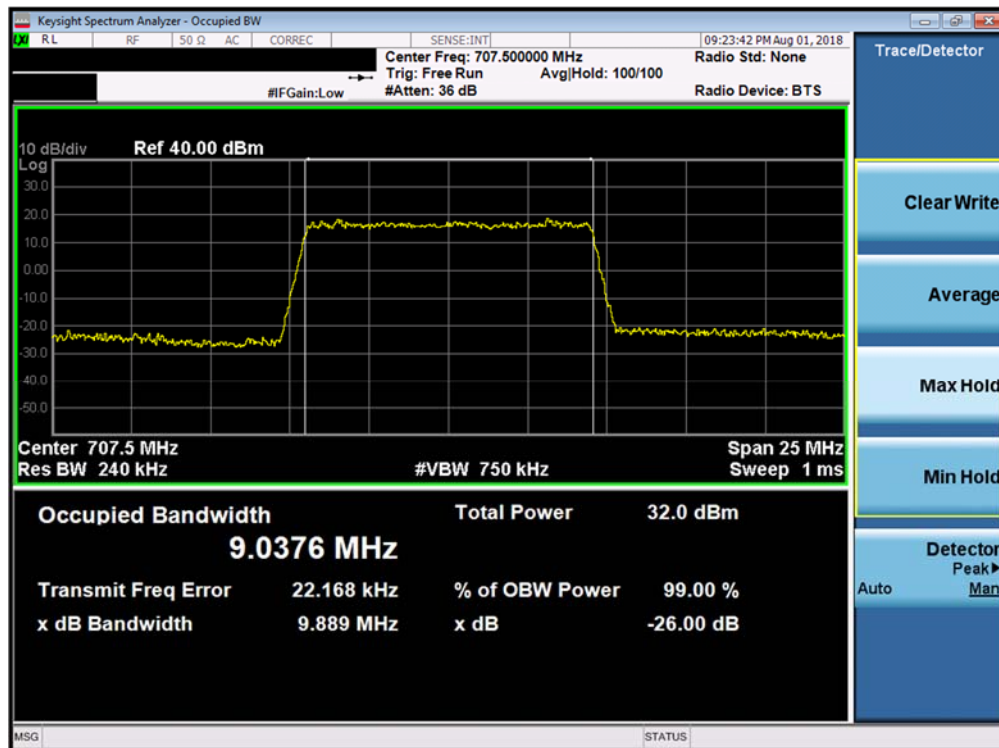 Keysight Spectrum Analyzer - Occupied BW
LXI RL RF 50 Ω AC CORREC SENSE:INT 09:23:42 PM Aug 01, 2018
Center Freq: 707.500000 MHz Radio Std: None
Trig: Free Run Avg|Hold: 100/100
#IFGain:Low #Atten: 36 dB Radio Device: BTS
Trace/Detector
10 dB/div Ref 40.00 dBm
Log
30.0
20.0
10.0
0.00
-10.0
-20.0
-30.0
-40.0
-50.0
Center 707.5 MHz Span 25 MHz
Res BW 240 kHz #VBW 750 kHz Sweep 1 ms
Occupied Bandwidth Total Power 32.0 dBm
9.0376 MHz
Transmit Freq Error 22.168 kHz % of OBW Power 99.00 %
x dB Bandwidth 9.889 MHz x dB -26.00 dB
Clear Write
Average
Max Hold
Min Hold
Detector
Peak▶
Auto Man
MSG STATUS